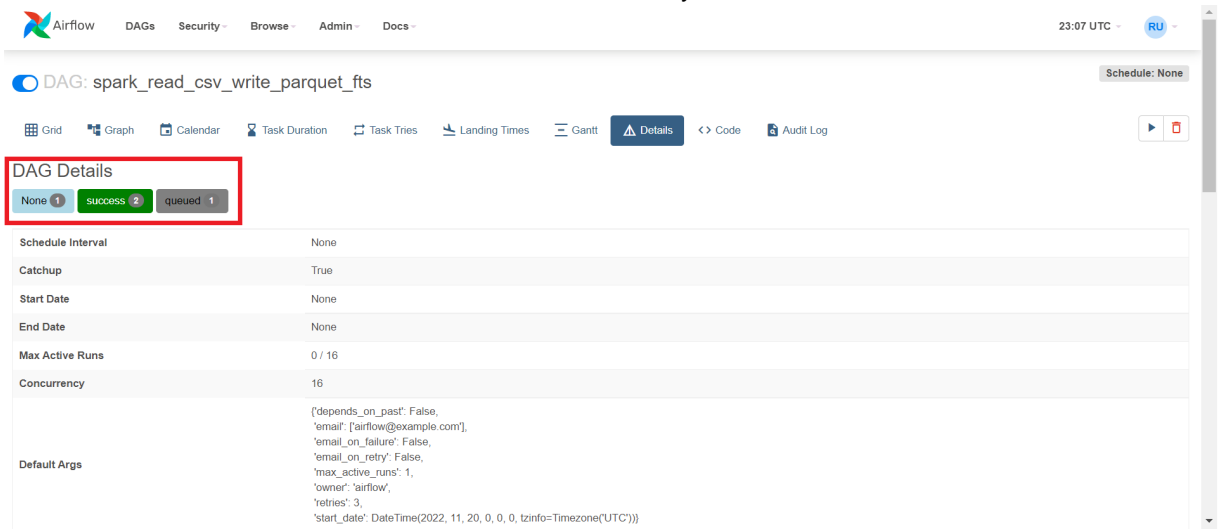 Airflow DAGs Security Browse Admin Docs 23:07 UTC RU
DAG: spark_read_csv_write_parquet_fts Schedule: None
Grid Graph Calendar Task Duration Task Tries Landing Times Gantt Details <> Code Audit Log
DAG Details
None 1 success 2 queued 1
Schedule Interval None
Catchup True
Start Date None
End Date None
Max Active Runs 0 / 16
Concurrency 16
{'depends_on_past': False,
'email': ['airflow@example.com'],
'email_on_failure': False,
'email_on_retry': False,
Default Args 'max_active_runs': 1,
'owner': 'airflow',
'retries': 3,
'start_date': DateTime(2022, 11, 20, 0, 0, 0, tzinfo=Timezone('UTC'))}